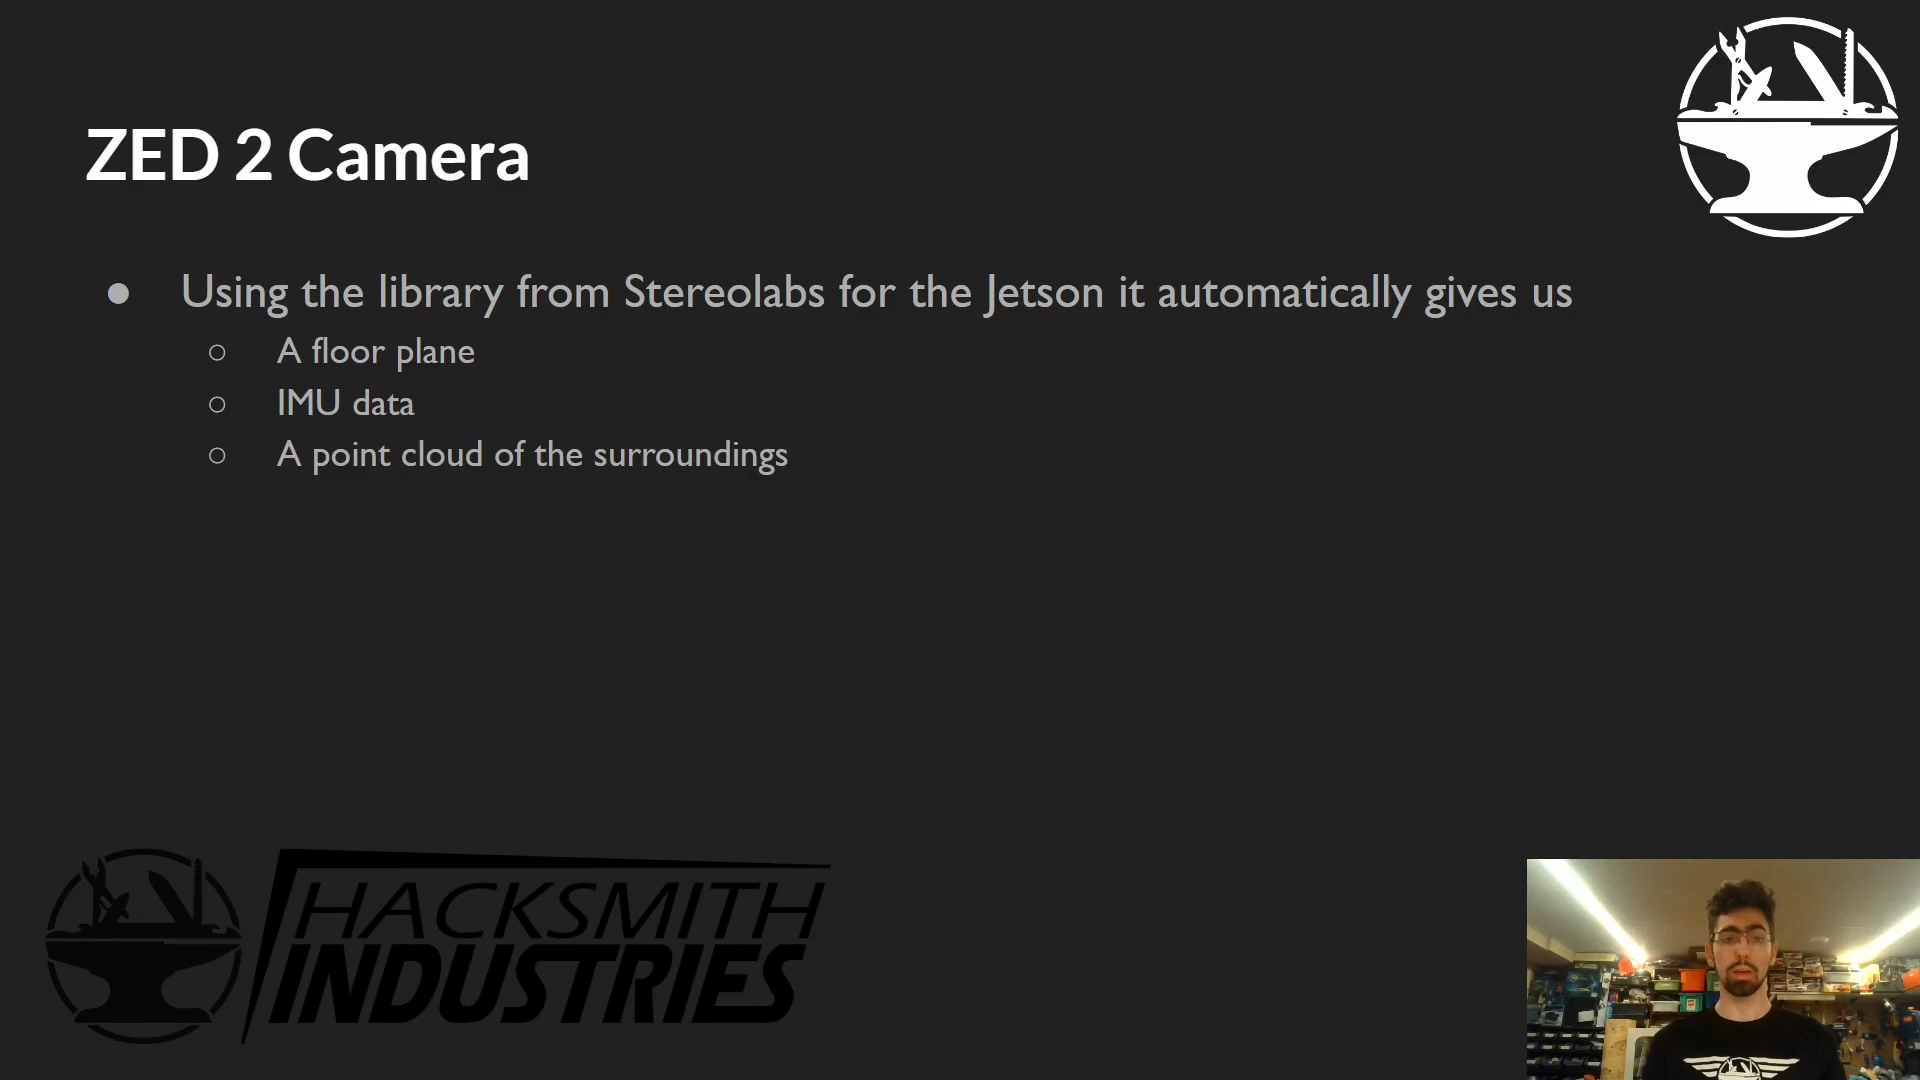 ZED 2 Camera
● Using the library from Stereolabs for the Jetson it automatically gives us
○ A floor plane
○ IMU data
○ A point cloud of the surroundings
HACKSMITH
INDUSTRIES